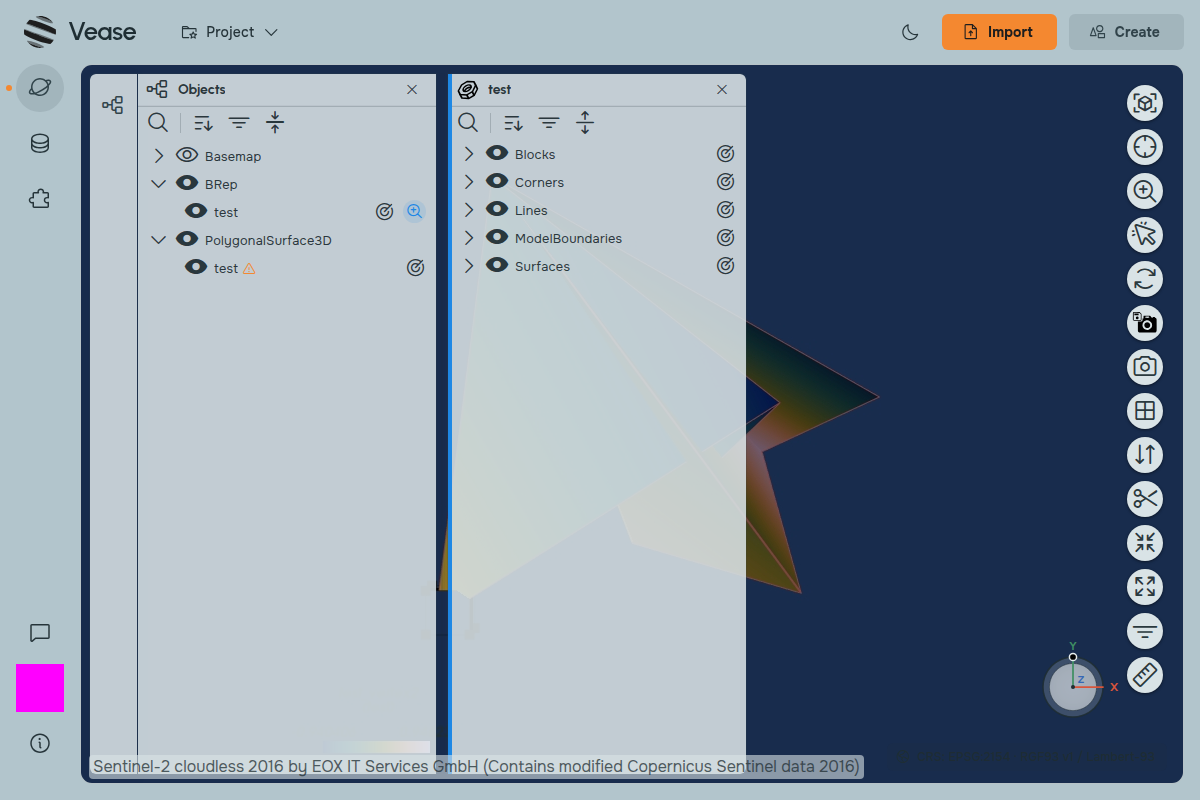 Vease
Project
Import
Create
Objects
test
Basemap
BRep
test
PolygonalSurface3D
test
Blocks
Corners
Lines
ModelBoundaries
Surfaces
Y
Z
X
Sentinel-2 cloudless 2016 by EOX IT Services GmbH (Contains modified Copernicus Sentinel data 2016)